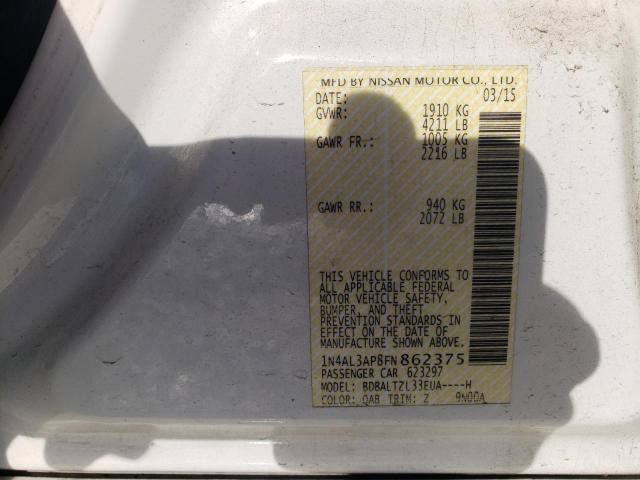 MFD BY NISSAN MOTOR CO., LTD.
DATE: 03/15
GVWR: 1910 KG
4211 LB
GAWR FR.: 1005 KG
2216 LB
GAWR RR.: 940 KG
2072 LB
THIS VEHICLE CONFORMS TO
ALL APPLICABLE FEDERAL
MOTOR VEHICLE SAFETY,
BUMPER, AND THEFT
PREVENTION STANDARDS IN
EFFECT ON THE DATE OF
MANUFACTURE SHOWN ABOVE.
1N4AL3AP8FN862375
PASSENGER CAR 623297
MODEL: BDBALTZL33EUA----H
COLOR: QAB TRIM: Z 9N00A